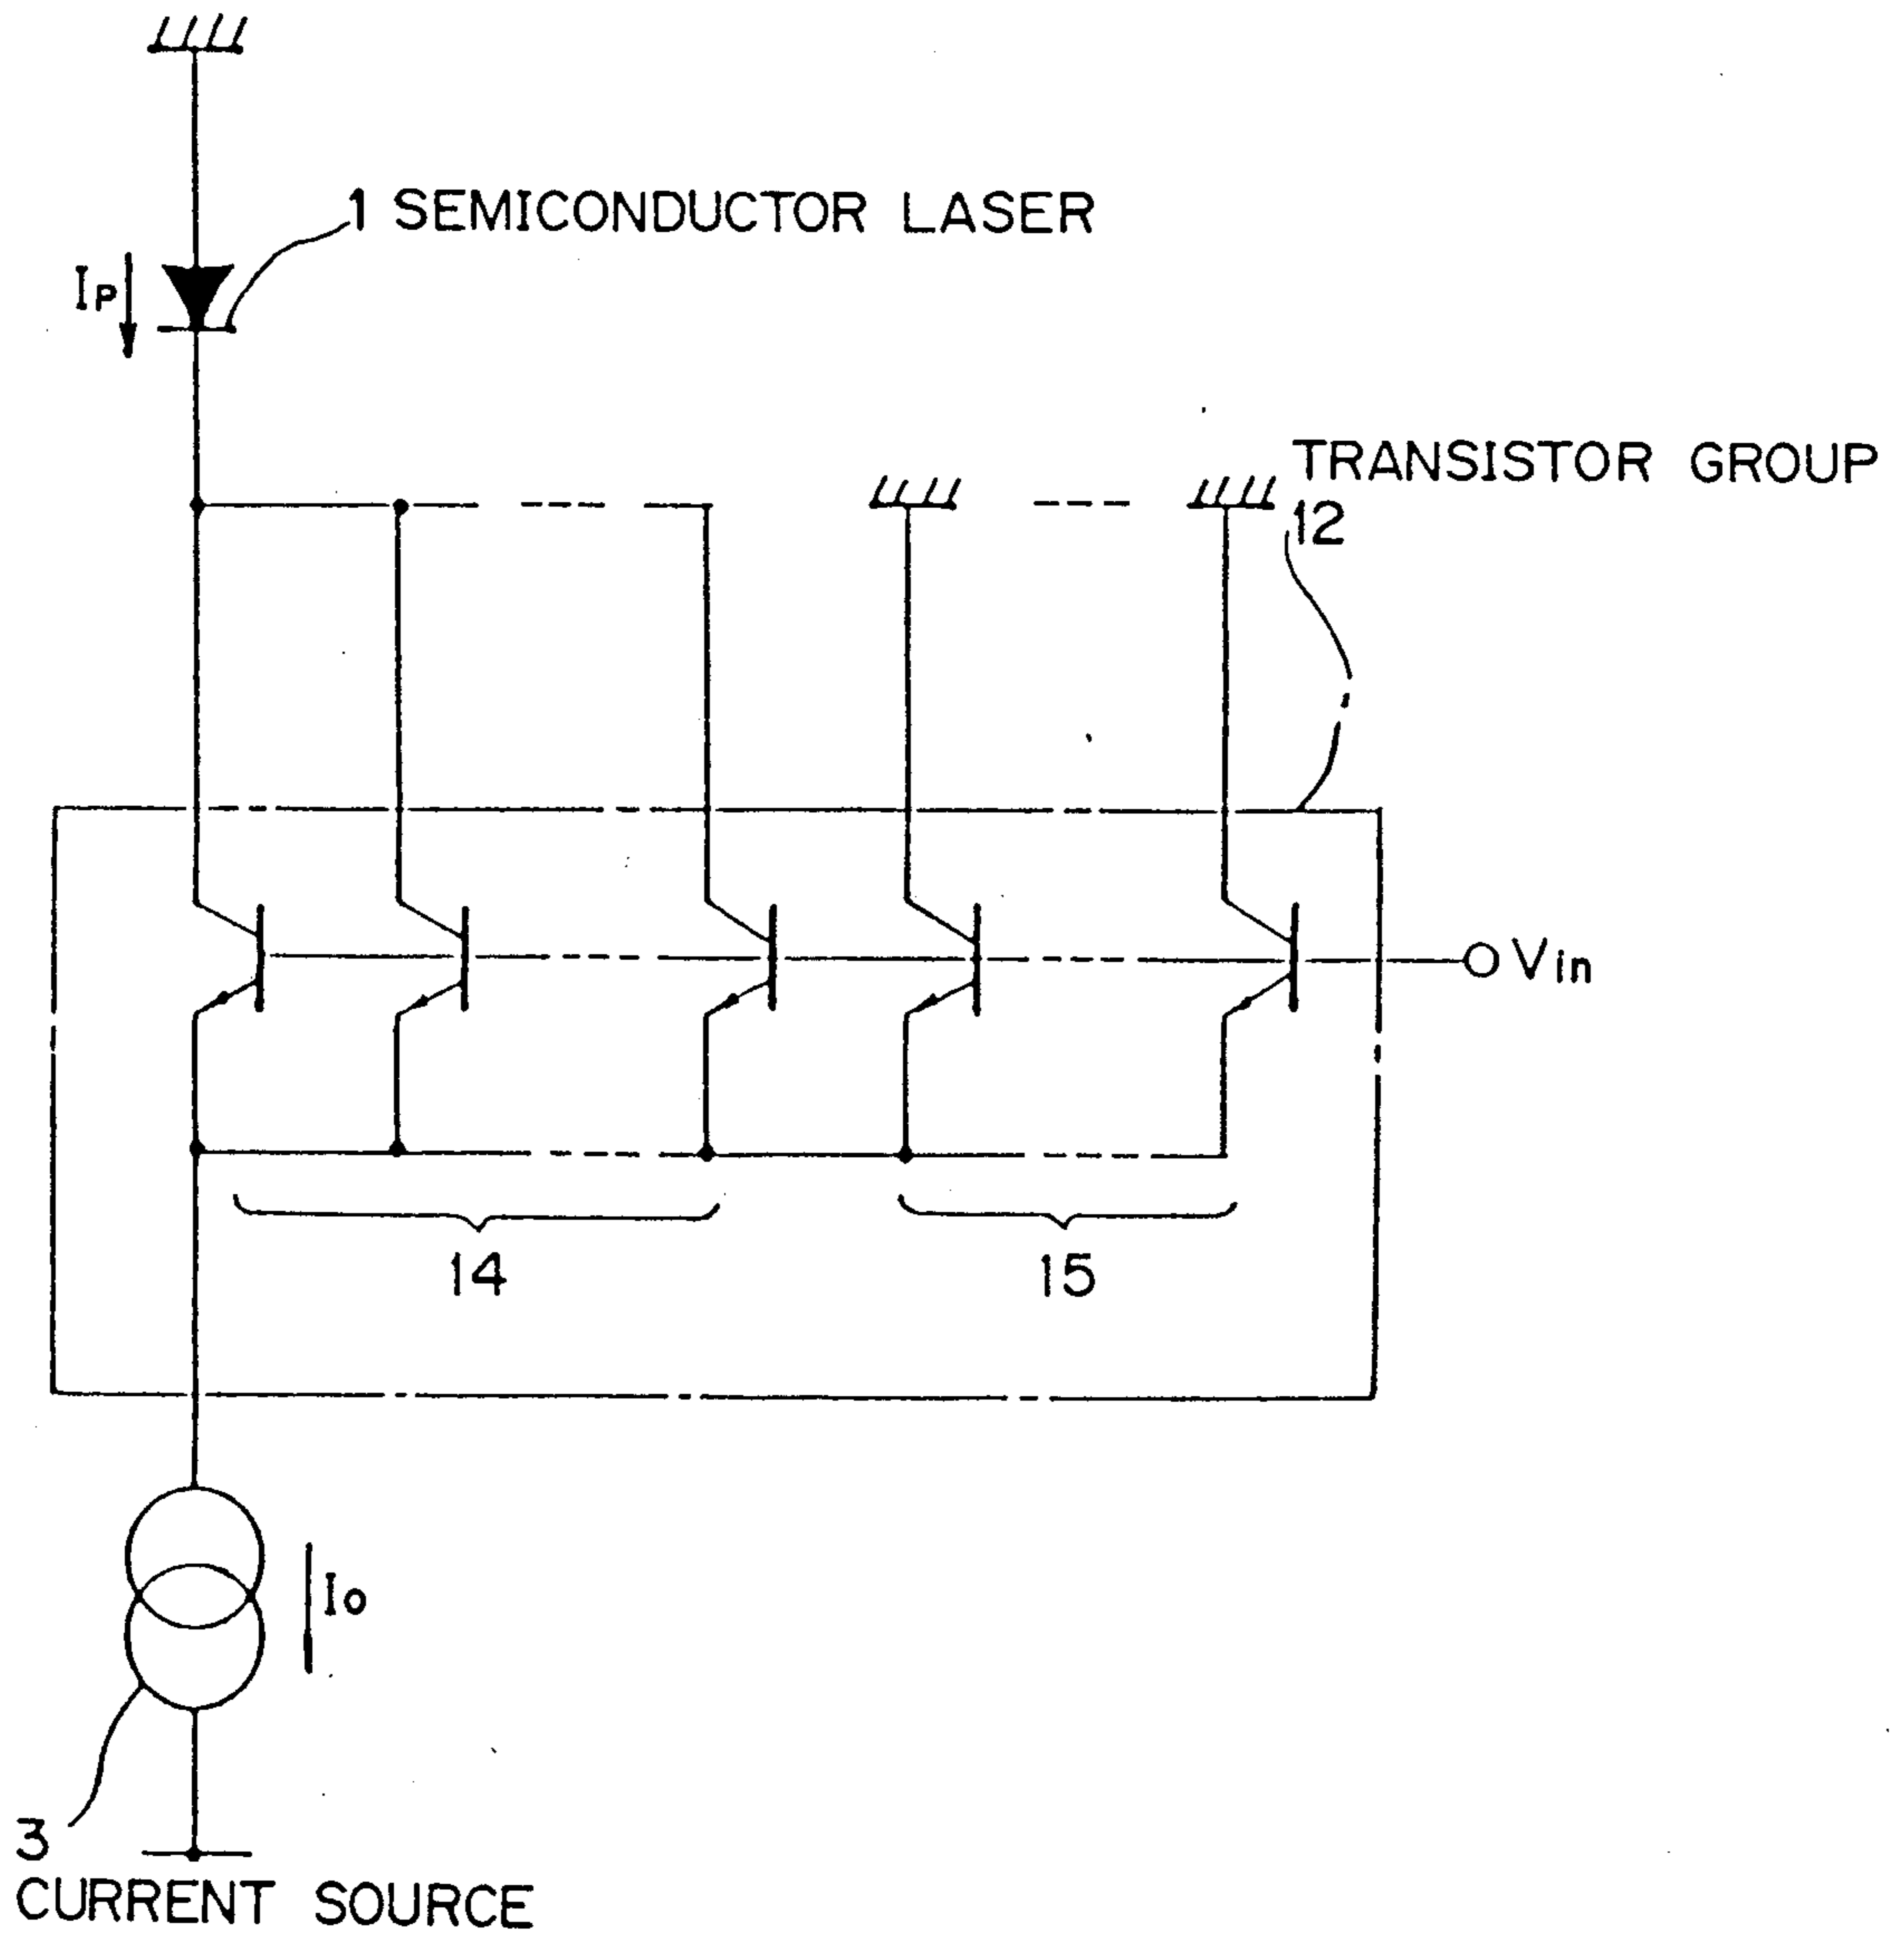 1 SEMICONDUCTOR LASER
IP
TRANSISTOR GROUP
12
Vin
14
15
Io
3
CURRENT SOURCE